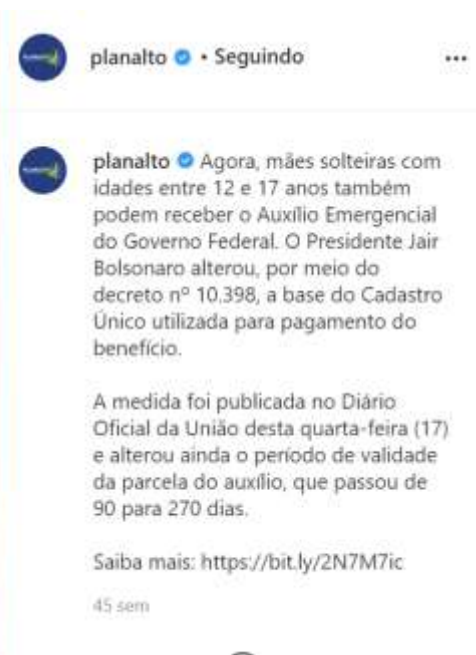 planalto • Seguindo
planalto Agora, mães solteiras com
idades entre 12 e 17 anos também
podem receber o Auxílio Emergencial
do Governo Federal. O Presidente Jair
Bolsonaro alterou, por meio do
decreto nº 10.398, a base do Cadastro
Único utilizada para pagamento do
benefício.
A medida foi publicada no Diário
Oficial da União desta quarta-feira (17)
e alterou ainda o período de validade
da parcela do auxílio, que passou de
90 para 270 dias.
Saiba mais: https://bit.ly/2N7M7ic
45 sem